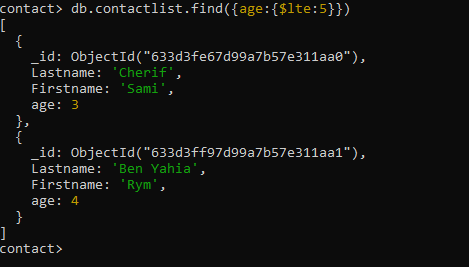 contact> db.contactlist.find({age:{$lte:5}})
[
  {
    _id: ObjectId("633d3fe67d99a7b57e311aa0"),
    Lastname: 'Cherif',
    Firstname: 'Sami',
    age: 3
  },
  {
    _id: ObjectId("633d3ff97d99a7b57e311aa1"),
    Lastname: 'Ben Yahia',
    Firstname: 'Rym',
    age: 4
  }
]
contact>